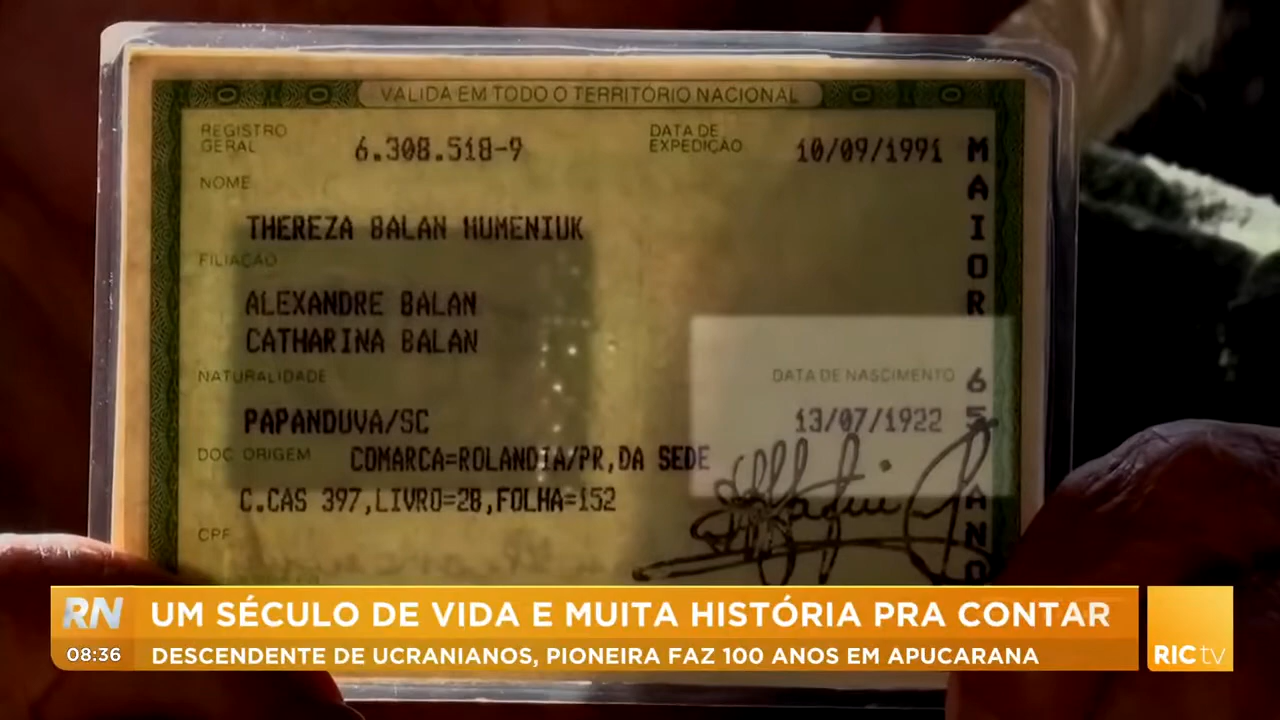 VALIDA EM TODO O TERRITÓRIO NACIONAL
REGISTRO GERAL 6.308.518-9 DATA DE EXPEDIÇÃO 10/09/1991
NOME
THEREZA BALAN HUMENIUK
FILIAÇÃO
ALEXANDRE BALAN
CATHARINA BALAN
NATURALIDADE DATA DE NASCIMENTO
PAPANDUVA/SC 13/07/1922
DOC ORIGEM COMARCA=ROLANDIA/PR,DA SEDE
C.CAS 397,LIVRO=28,FOLHA=152
CPF
MAIOR 65 AN
RN UM SÉCULO DE VIDA E MUITA HISTÓRIA PRA CONTAR
08:36 DESCENDENTE DE UCRANIANOS, PIONEIRA FAZ 100 ANOS EM APUCARANA
RIC tv